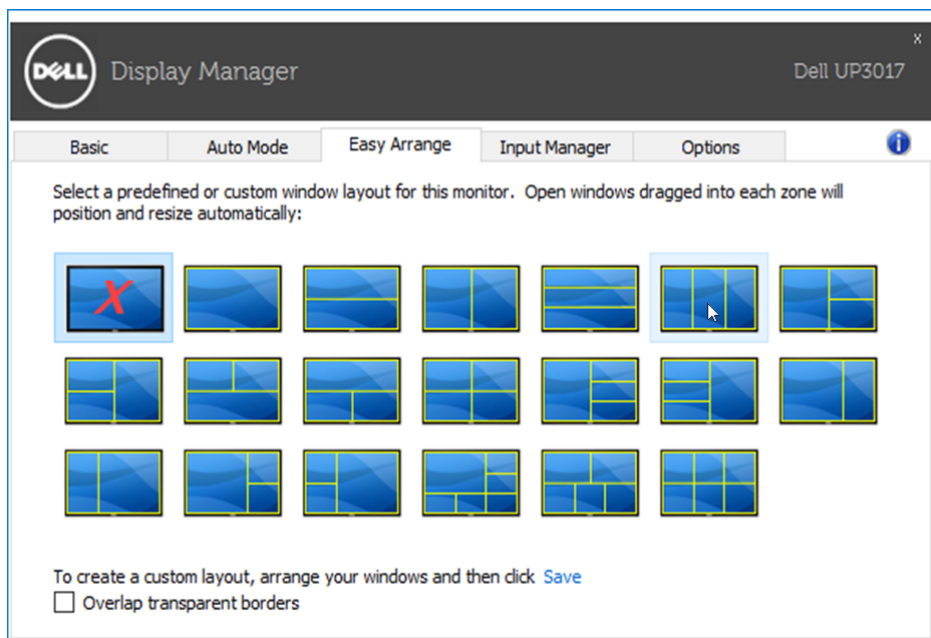 x
DELL Display Manager Dell UP3017
Basic Auto Mode Easy Arrange Input Manager Options i
Select a predefined or custom window layout for this monitor. Open windows dragged into each zone will
position and resize automatically:
X
To create a custom layout, arrange your windows and then click Save
Overlap transparent borders